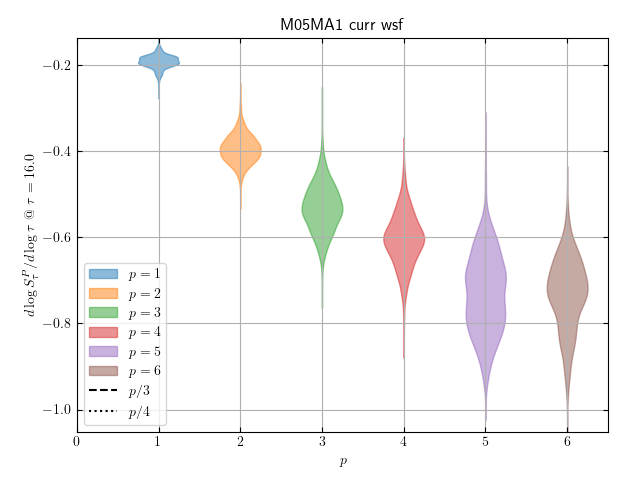 M05MA1 curr wsf
d log S_τ^P / d log τ @ τ = 16.0
−0.2
−0.4
−0.6
−0.8
−1.0
p = 1
p = 2
p = 3
p = 4
p = 5
p = 6
p/3
p/4
0 1 2 3 4 5 6
p